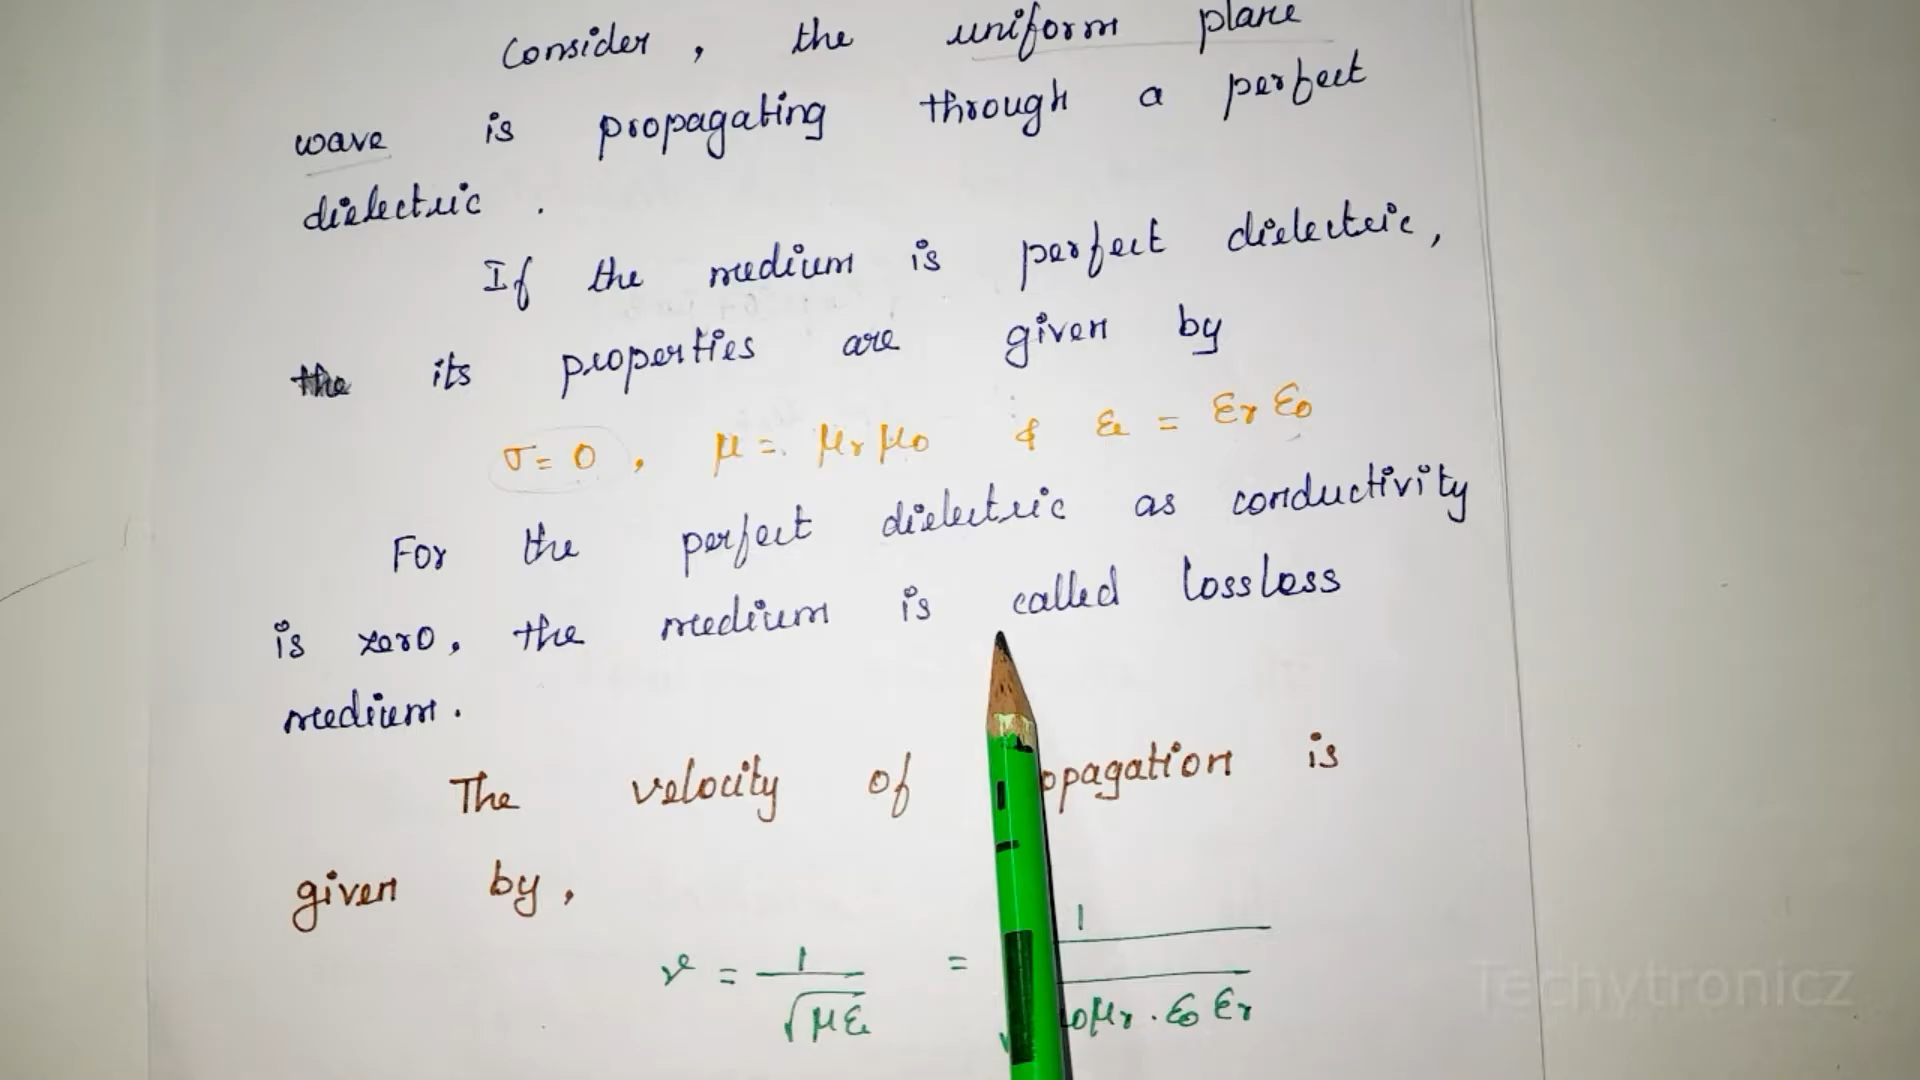 Consider, the uniform plane
wave is propagating through a perfect
dielectric.
If the medium is perfect dielectric,
the its properties are given by
σ = 0, μ = μr μ0 & ε = εr ε0
For the perfect dielectric as conductivity
is zero, the medium is called lossless
medium.
The velocity of opagation is
given by,
v = 1/√με = 1/√0μr . ε0 εr
Techytronicz